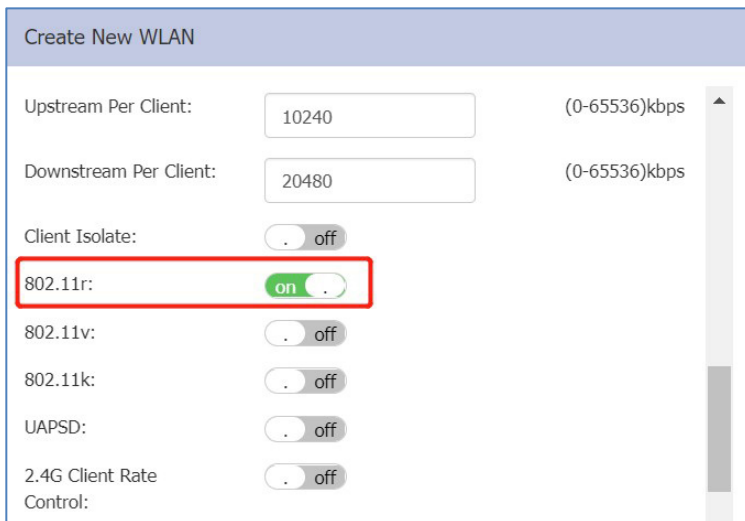 Create New WLAN
Upstream Per Client: 10240 (0-65536)kbps
Downstream Per Client: 20480 (0-65536)kbps
Client Isolate: . off
802.11r: on .
802.11v: . off
802.11k: . off
UAPSD: . off
2.4G Client Rate . off
Control: